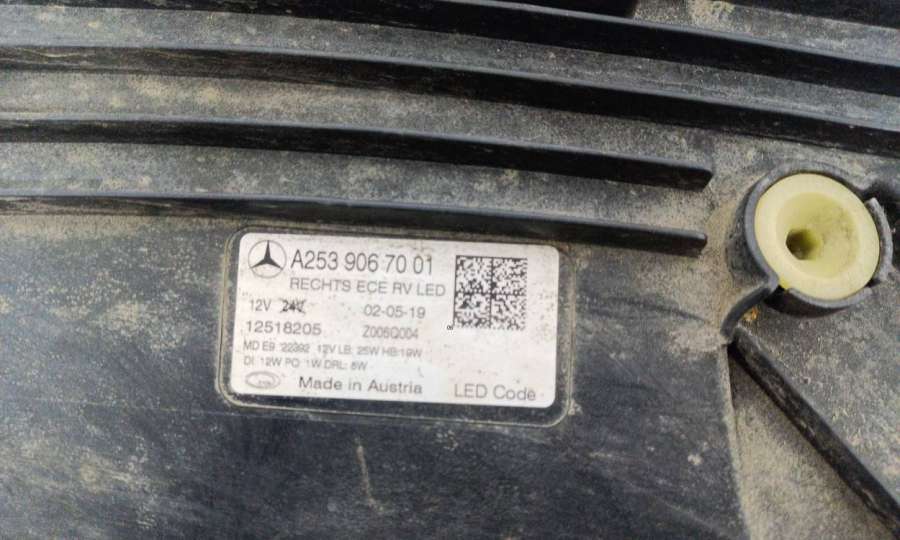 A253 906 70 01
RECHTS ECE RV LED
12V 24V 02-05-19
12518205 Z006Q004
MD E9 '22392 12V LB: 25W HB:19W
DI: 12W PO: 1W DRL: 8W
Made in Austria LED Code